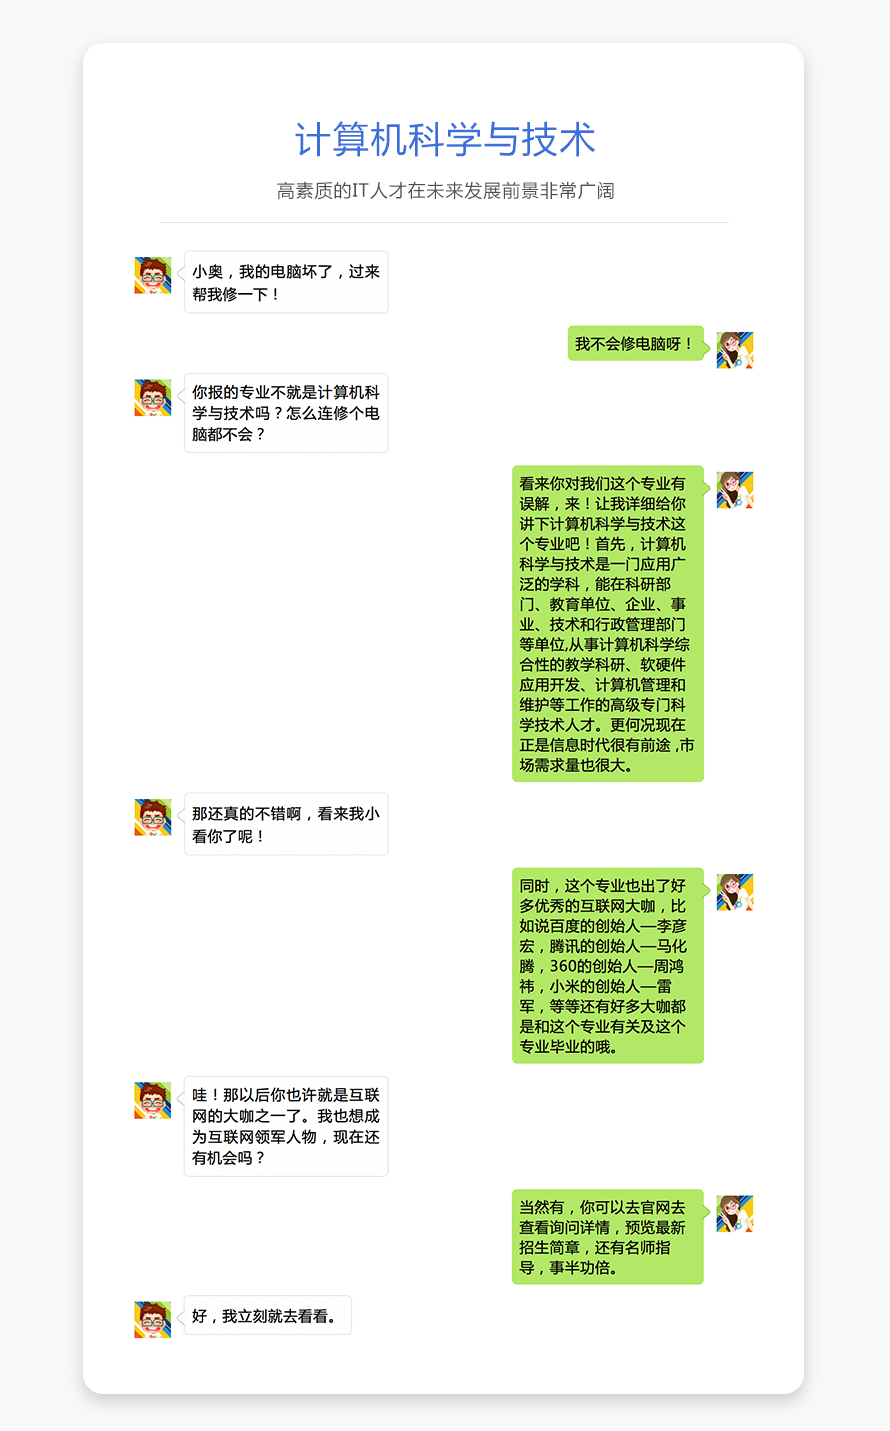 计算机科学与技术
高素质的IT人才在未来发展前景非常广阔
小奥，我的电脑坏了，过来
帮我修一下！
我不会修电脑呀！
你报的专业不就是计算机科
学与技术吗？怎么连修个电
脑都不会？
看来你对我们这个专业有
误解，来！让我详细给你
讲下计算机科学与技术这
个专业吧！首先，计算机
科学与技术是一门应用广
泛的学科，能在科研部
门、教育单位、企业、事
业、技术和行政管理部门
等单位,从事计算机科学综
合性的教学科研、软硬件
应用开发、计算机管理和
维护等工作的高级专门科
学技术人才。更何况现在
正是信息时代很有前途 ,市
场需求量也很大。
那还真的不错啊，看来我小
看你了呢！
同时，这个专业也出了好
多优秀的互联网大咖，比
如说百度的创始人—李彦
宏，腾讯的创始人—马化
腾，360的创始人—周鸿
祎，小米的创始人—雷
军，等等还有好多大咖都
是和这个专业有关及这个
专业毕业的哦。
哇！那以后你也许就是互联
网的大咖之一了。我也想成
为互联网领军人物，现在还
有机会吗？
当然有，你可以去官网去
查看询问详情，预览最新
招生简章，还有名师指
导，事半功倍。
好，我立刻就去看看。